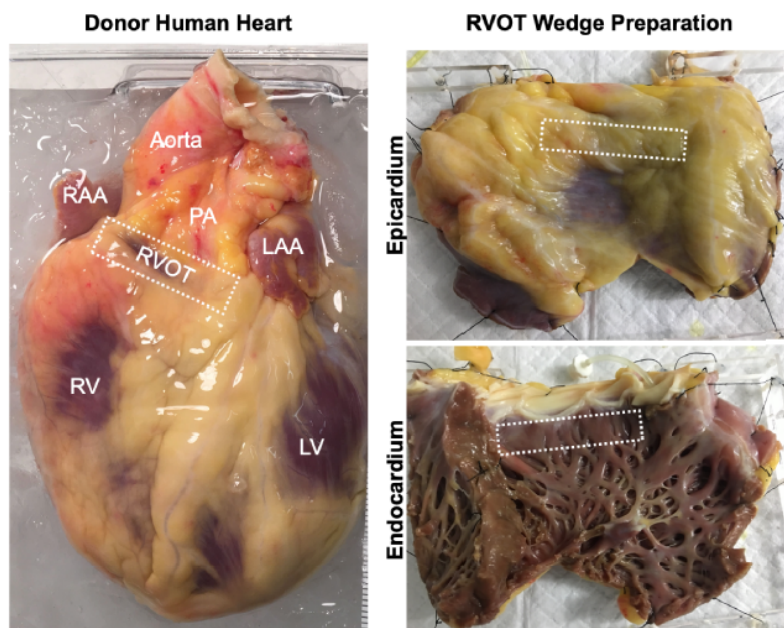 Donor Human Heart
RVOT Wedge Preparation
Aorta
RAA
PA
LAA
RVOT
RV
LV
Epicardium
Endocardium